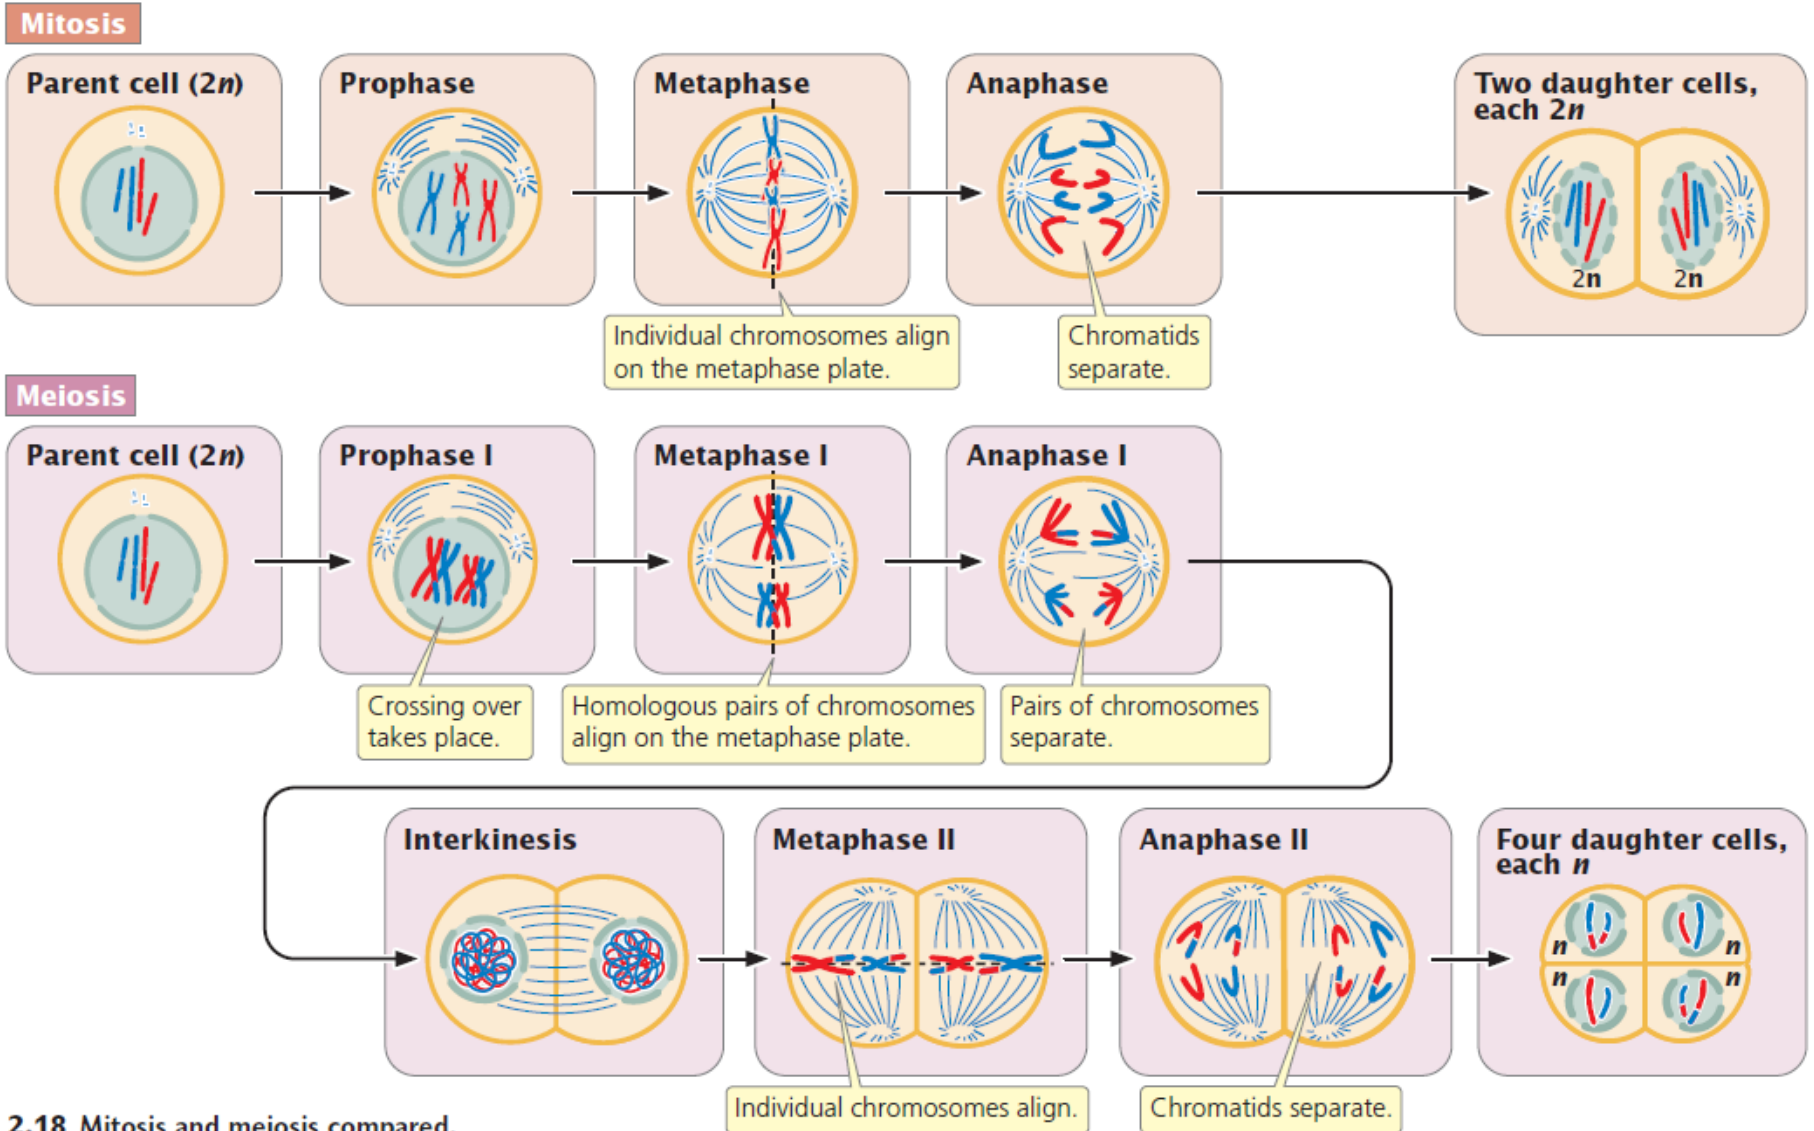 Mitosis
Parent cell (2n)
Prophase
Metaphase
Anaphase
Two daughter cells,
each 2n
2n
2n
Individual chromosomes align
on the metaphase plate.
Chromatids
separate.
Meiosis
Parent cell (2n)
Prophase I
Metaphase I
Anaphase I
Crossing over
takes place.
Homologous pairs of chromosomes
align on the metaphase plate.
Pairs of chromosomes
separate.
Interkinesis
Metaphase II
Anaphase II
Four daughter cells,
each n
n
n
n
n
Individual chromosomes align.
Chromatids separate.
2.18 Mitosis and meiosis compared.